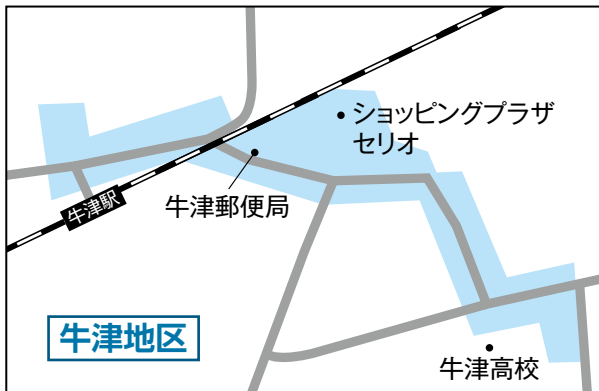 ショッピングプラザ
セリオ
牛津郵便局
牛津駅
牛津地区
牛津高校